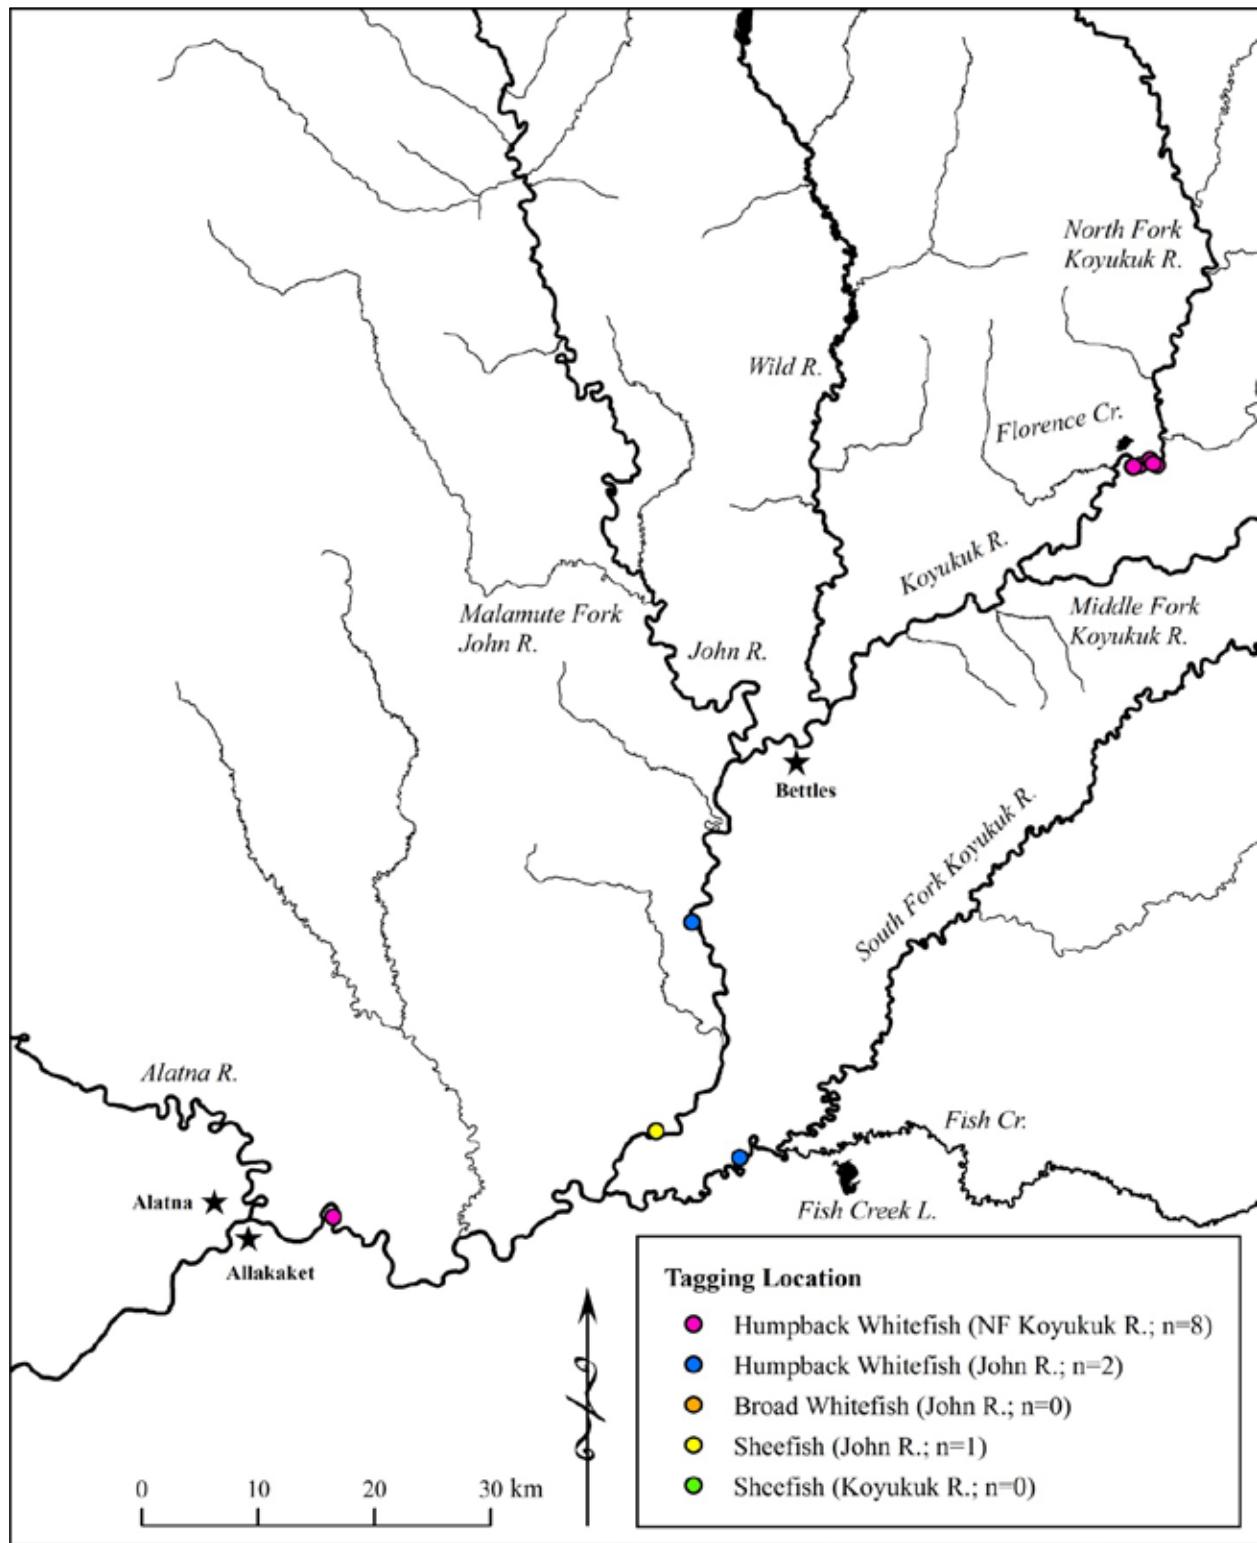 North Fork
Koyukuk R.
Wild R.
Florence Cr.
Koyukuk R.
Malamute Fork
John R.
John R.
Middle Fork
Koyukuk R.
Bettles
South Fork Koyukuk R.
Alatna R.
Fish Cr.
Alatna
Fish Creek L.
Allakaket
Tagging Location
Humpback Whitefish (NF Koyukuk R.; n=8)
Humpback Whitefish (John R.; n=2)
Broad Whitefish (John R.; n=0)
Sheefish (John R.; n=1)
Sheefish (Koyukuk R.; n=0)
0 10 20 30 km